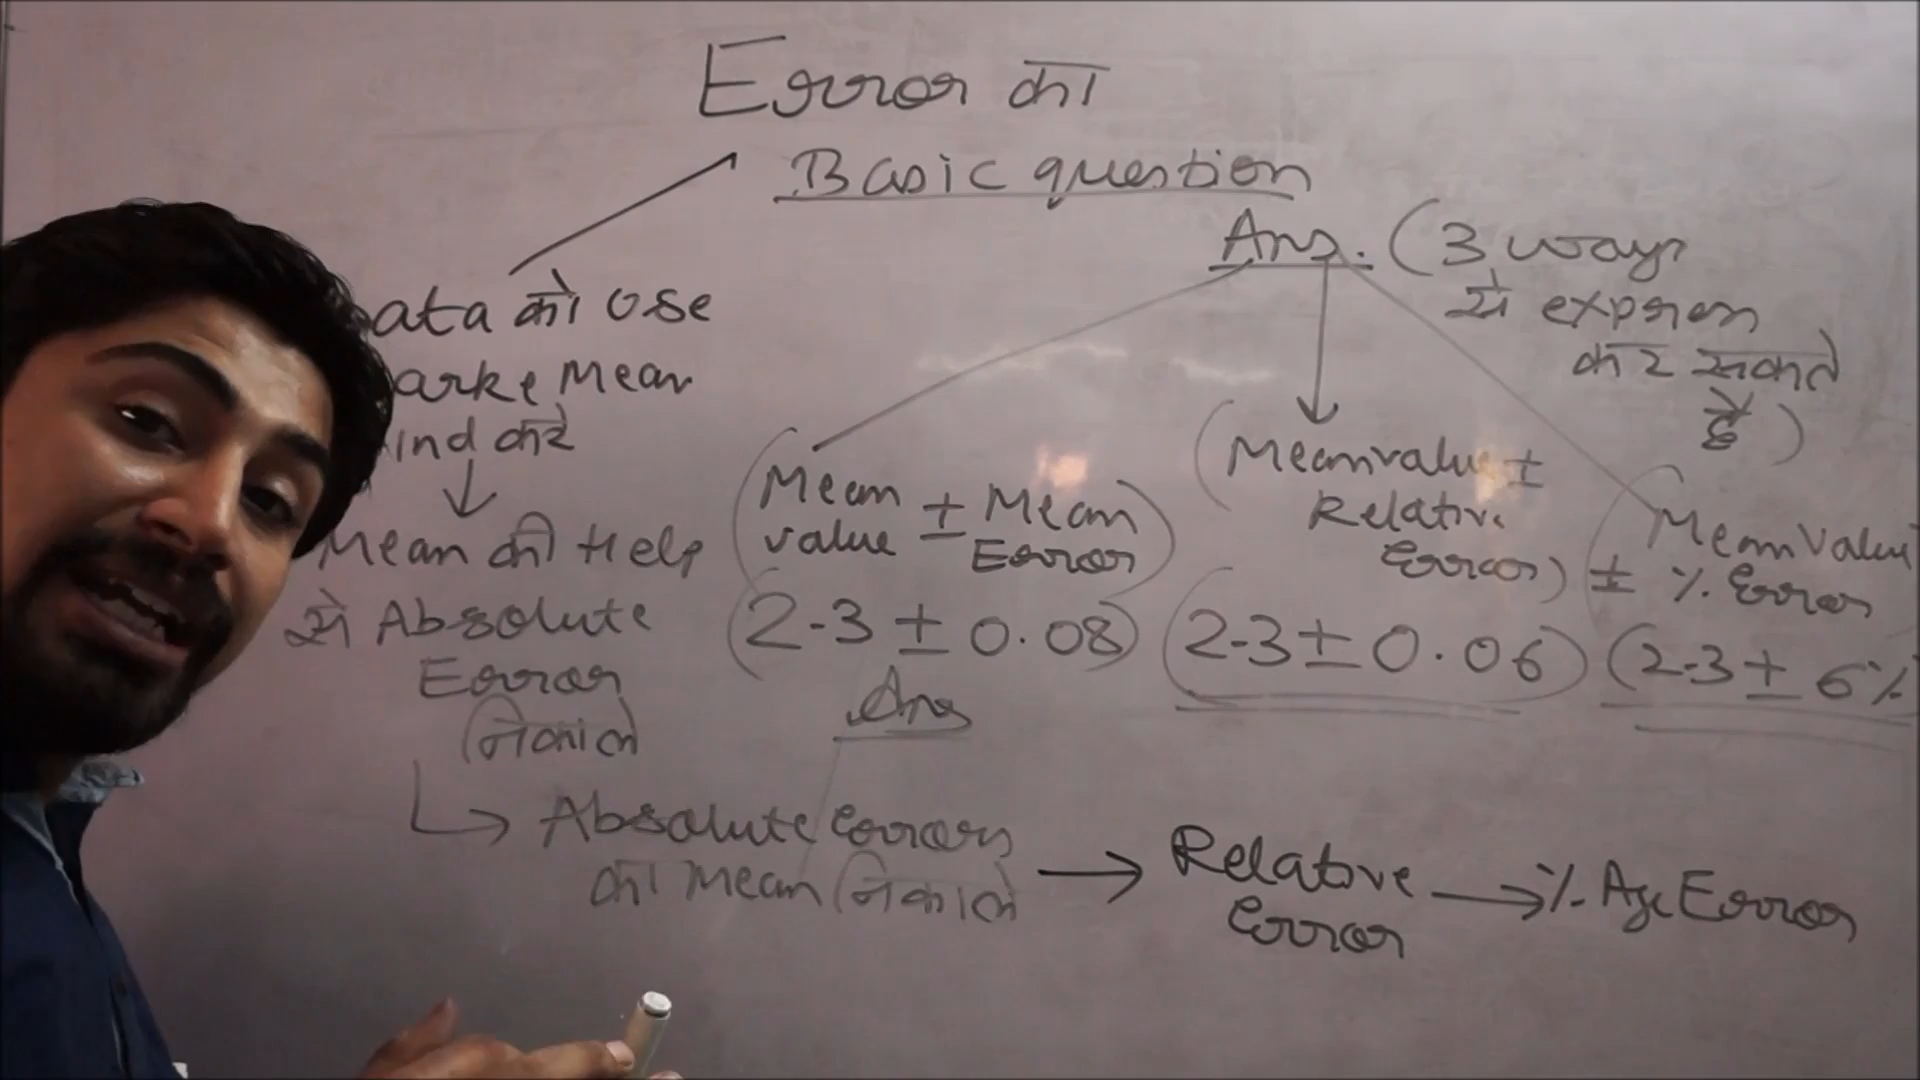 Error का
Basic question
Ans. (3 ways
से express
कर सकते
है)
ata को Use
arke Mean
ind करे
Mean की Help
से Absolute
Error
निकाले
Absolute errors
का Mean निकाले
Relative
Error
% Age Error
(Mean value ± Mean Error)
(2.3 ± 0.08)
Ans
(Mean value ±
Relative
Error)
(2.3 ± 0.06)
Mean Value
± % Error
(2.3 ± 6%